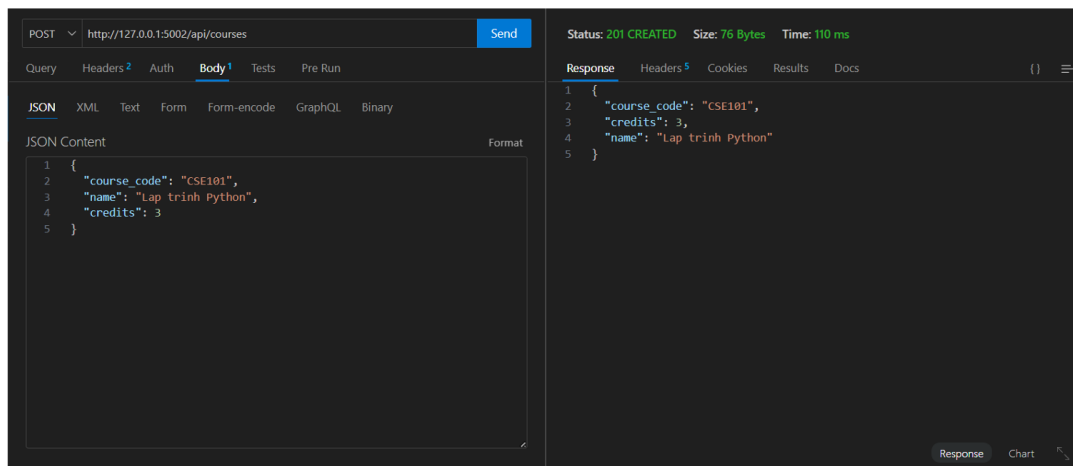 POST http://127.0.0.1:5002/api/courses Send
Query Headers 2 Auth Body 1 Tests Pre Run
JSON XML Text Form Form-encode GraphQL Binary
JSON Content Format
1 {
2 "course_code": "CSE101",
3 "name": "Lap trinh Python",
4 "credits": 3
5 }
Status: 201 CREATED Size: 76 Bytes Time: 110 ms
Response Headers 5 Cookies Results Docs {}
1 {
2 "course_code": "CSE101",
3 "credits": 3,
4 "name": "Lap trinh Python"
5 }
Response Chart